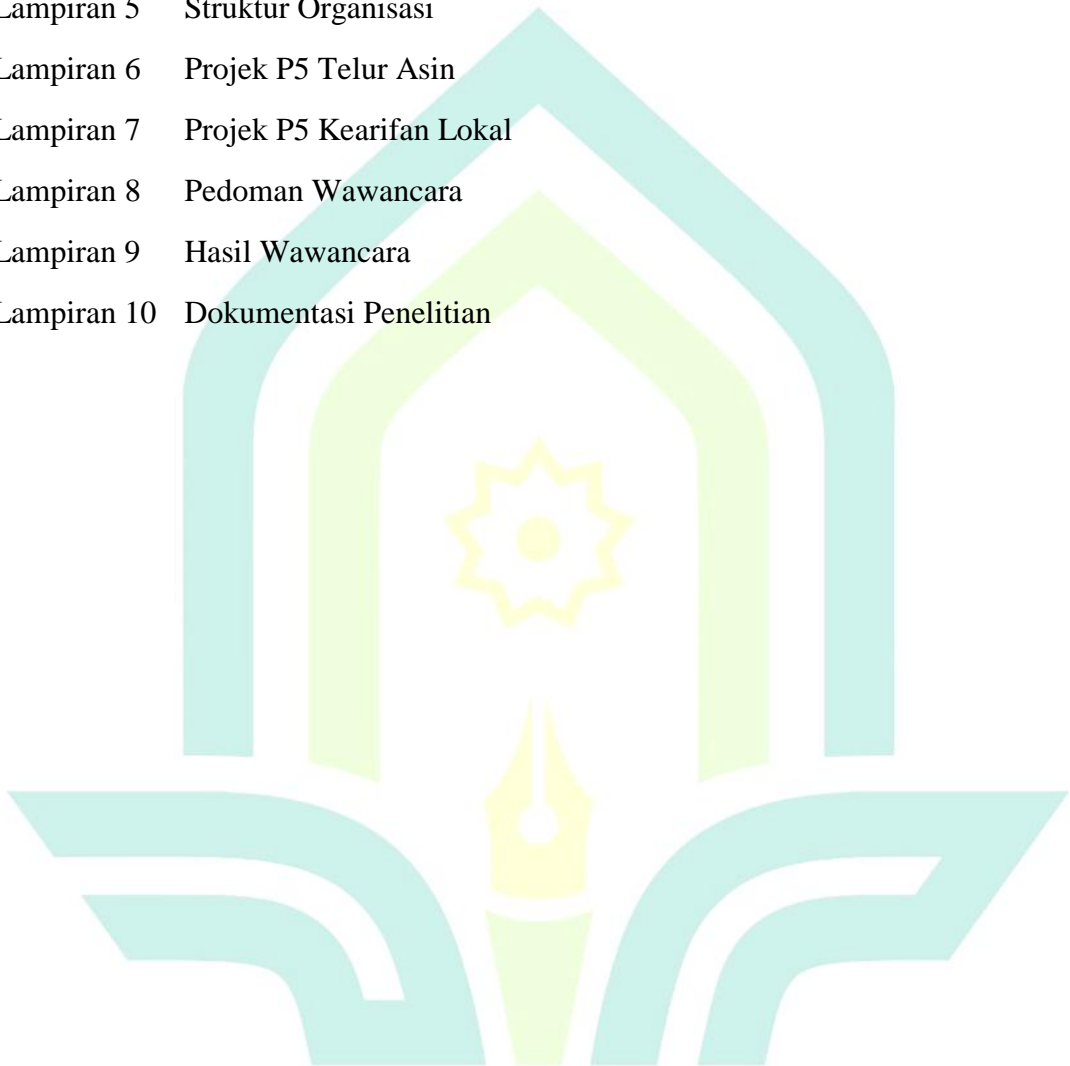 Lampiran 5 Struktur Organisasi
Lampiran 6 Projek P5 Telur Asin
Lampiran 7 Projek P5 Kearifan Lokal
Lampiran 8 Pedoman Wawancara
Lampiran 9 Hasil Wawancara
Lampiran 10 Dokumentasi Penelitian